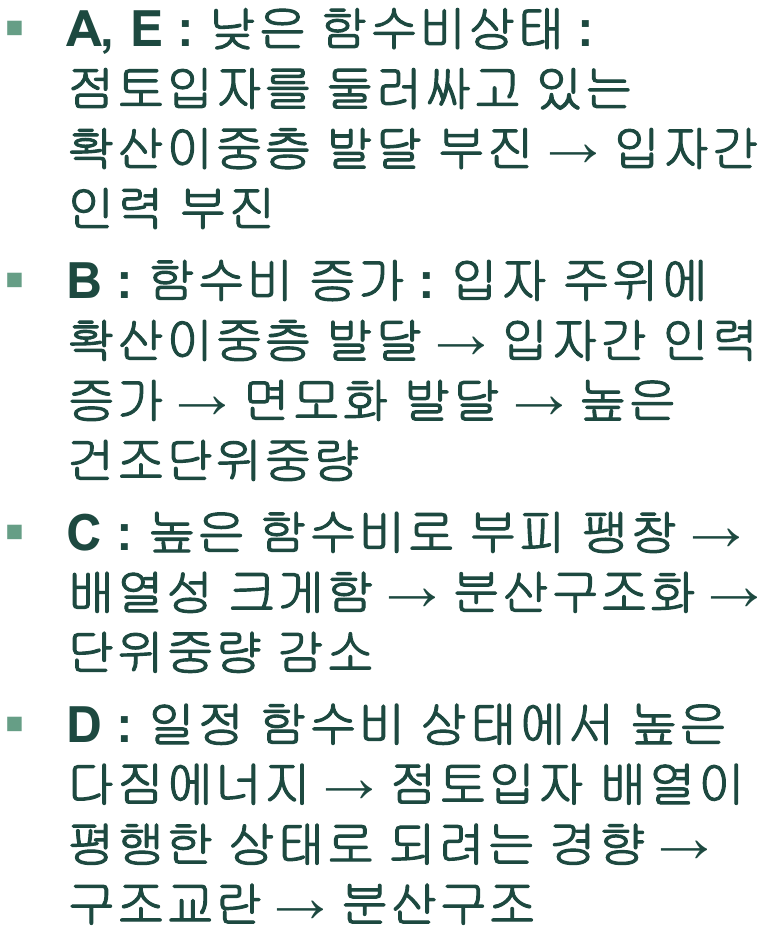 ▪ A, E : 낮은 함수비상태 :
점토입자를 둘러싸고 있는
확산이중층 발달 부진 → 입자간
인력 부진
▪ B : 함수비 증가 : 입자 주위에
확산이중층 발달 → 입자간 인력
증가 → 면모화 발달 → 높은
건조단위중량
▪ C : 높은 함수비로 부피 팽창 →
배열성 크게함 → 분산구조화 →
단위중량 감소
▪ D : 일정 함수비 상태에서 높은
다짐에너지 → 점토입자 배열이
평행한 상태로 되려는 경향 →
구조교란 → 분산구조